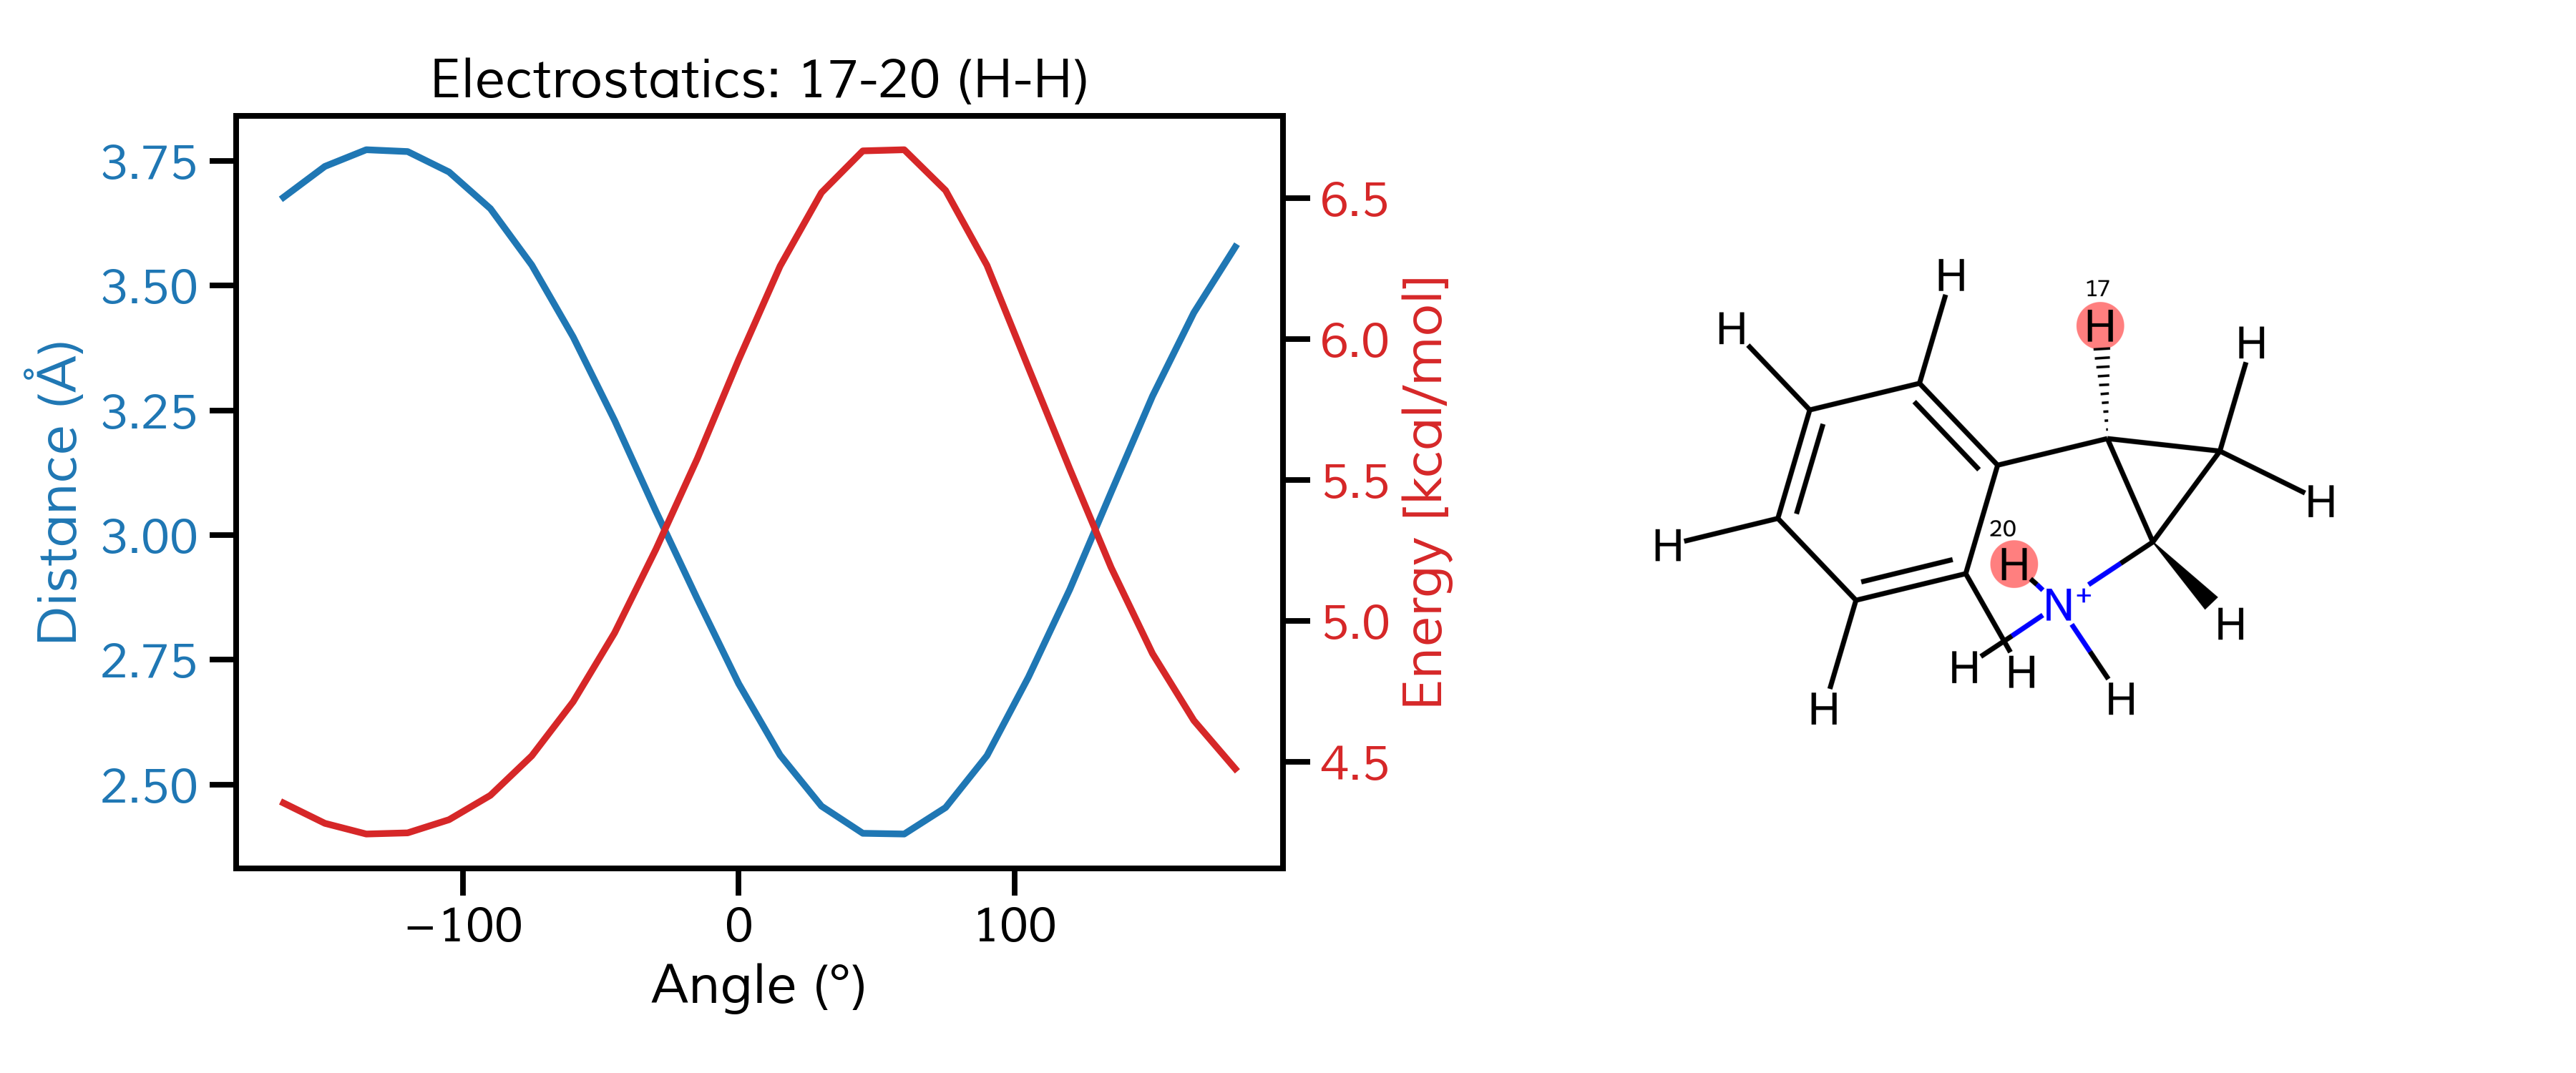 Electrostatics: 17-20 (H-H)
3.75
3.50
3.25
3.00
2.75
2.50
Distance (Å)
6.5
6.0
5.5
5.0
4.5
Energy [kcal/mol]
−100 0 100
Angle (°)
H
17
H
H
H
H
20
H
H
H
N+
H
H
H
H
H